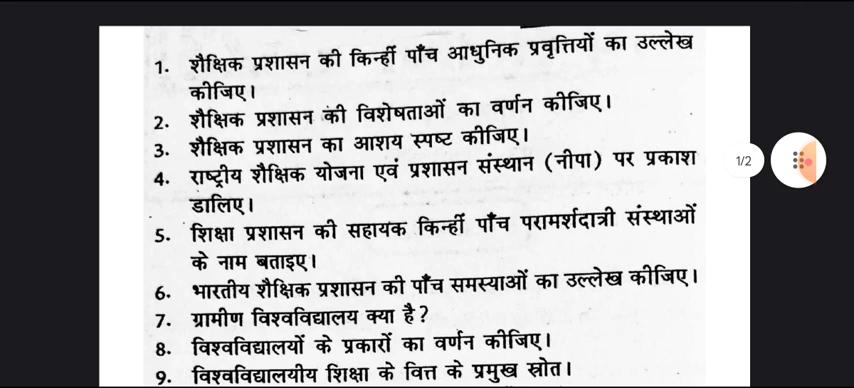 1. शैक्षिक प्रशासन की किन्हीं पाँच आधुनिक प्रवृत्तियों का उल्लेख
कीजिए।
2. शैक्षिक प्रशासन की विशेषताओं का वर्णन कीजिए।
3. शैक्षिक प्रशासन का आशय स्पष्ट कीजिए।
4. राष्ट्रीय शैक्षिक योजना एवं प्रशासन संस्थान (नीपा) पर प्रकाश
डालिए।
1/2
5. शिक्षा प्रशासन की सहायक किन्हीं पाँच परामर्शदात्री संस्थाओं
के नाम बताइए।
6. भारतीय शैक्षिक प्रशासन की पाँच समस्याओं का उल्लेख कीजिए।
7. ग्रामीण विश्वविद्यालय क्या है?
8. विश्वविद्यालयों के प्रकारों का वर्णन कीजिए।
9. विश्वविद्यालयीय शिक्षा के वित्त के प्रमुख स्रोत।